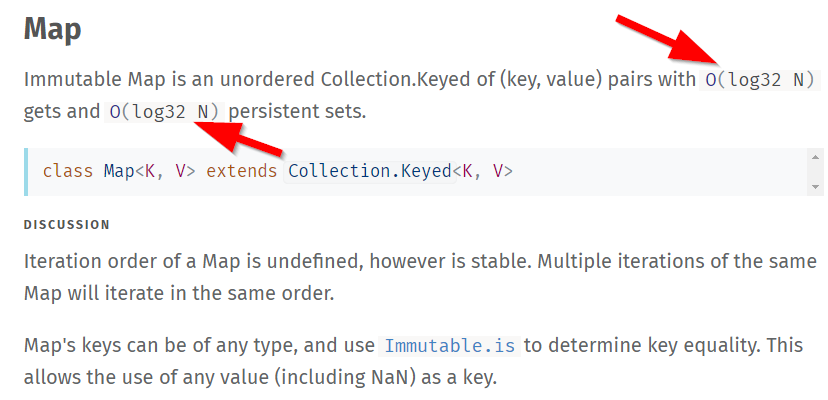 Map
Immutable Map is an unordered Collection.Keyed of (key, value) pairs with O(log32 N)
gets and O(log32 N) persistent sets.
class Map<K, V> extends Collection.Keyed<K, V>
DISCUSSION
Iteration order of a Map is undefined, however is stable. Multiple iterations of the same
Map will iterate in the same order.
Map's keys can be of any type, and use Immutable.is to determine key equality. This
allows the use of any value (including NaN) as a key.